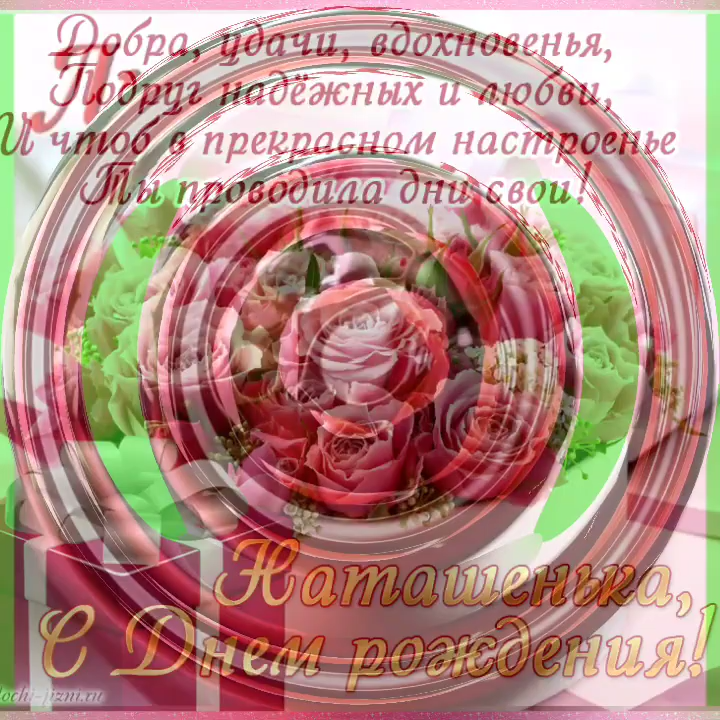 Добра, удачи, вдохновенья,
Подруг надёжных и любви,
И чтоб в прекрасном настроенье
Ты проводила дни свои!
Наташенька,
С Днем рождения!